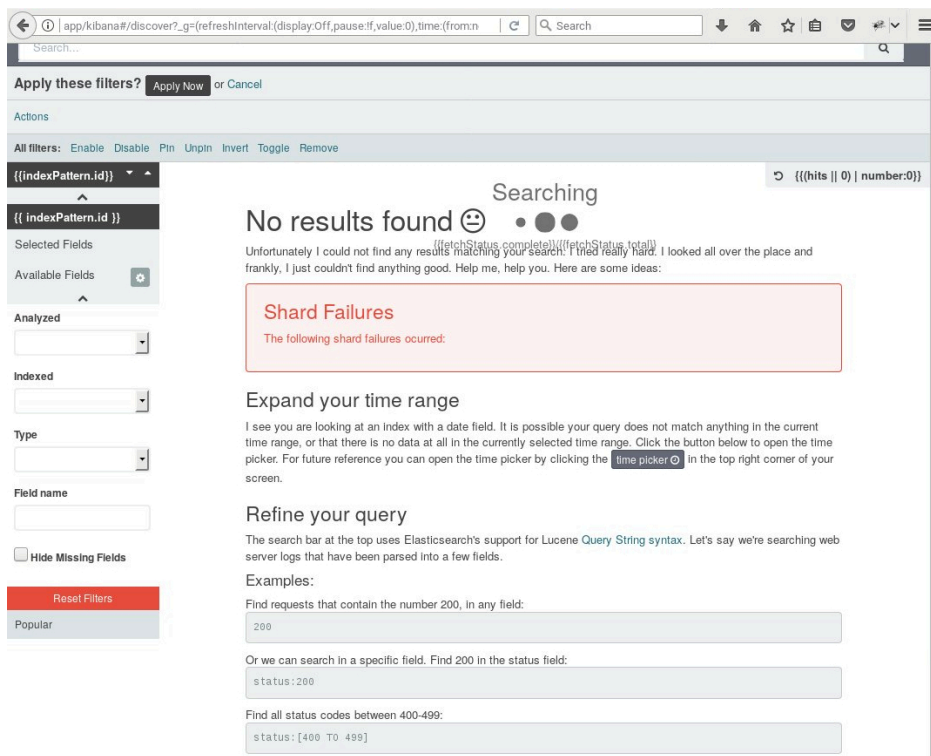 app/kibana#/discover?_g=(refreshInterval:(display:Off,pause:!f,value:0),time:(from:n
Search
Search...
Apply these filters? Apply Now or Cancel
Actions
All filters: Enable Disable Pin Unpin Invert Toggle Remove
{{indexPattern.id}}
{{{(hits || 0) | number:0}}
{{ indexPattern.id }}
Selected Fields
Available Fields
Analyzed
Indexed
Type
Field name
Hide Missing Fields
Reset Filters
Popular
Searching
No results found
{{fetchStatus.complete}}/{{fetchStatus.total}}
Unfortunately I could not find any results matching your search. I tried really hard. I looked all over the place and
frankly, I just couldn't find anything good. Help me, help you. Here are some ideas:
Shard Failures
The following shard failures ocurred:
Expand your time range
I see you are looking at an index with a date field. It is possible your query does not match anything in the current
time range, or that there is no data at all in the currently selected time range. Click the button below to open the time
picker. For future reference you can open the time picker by clicking the time picker in the top right corner of your
screen.
Refine your query
The search bar at the top uses Elasticsearch's support for Lucene Query String syntax. Let's say we're searching web
server logs that have been parsed into a few fields.
Examples:
Find requests that contain the number 200, in any field:
200
Or we can search in a specific field. Find 200 in the status field:
status:200
Find all status codes between 400-499:
status:[400 TO 499]